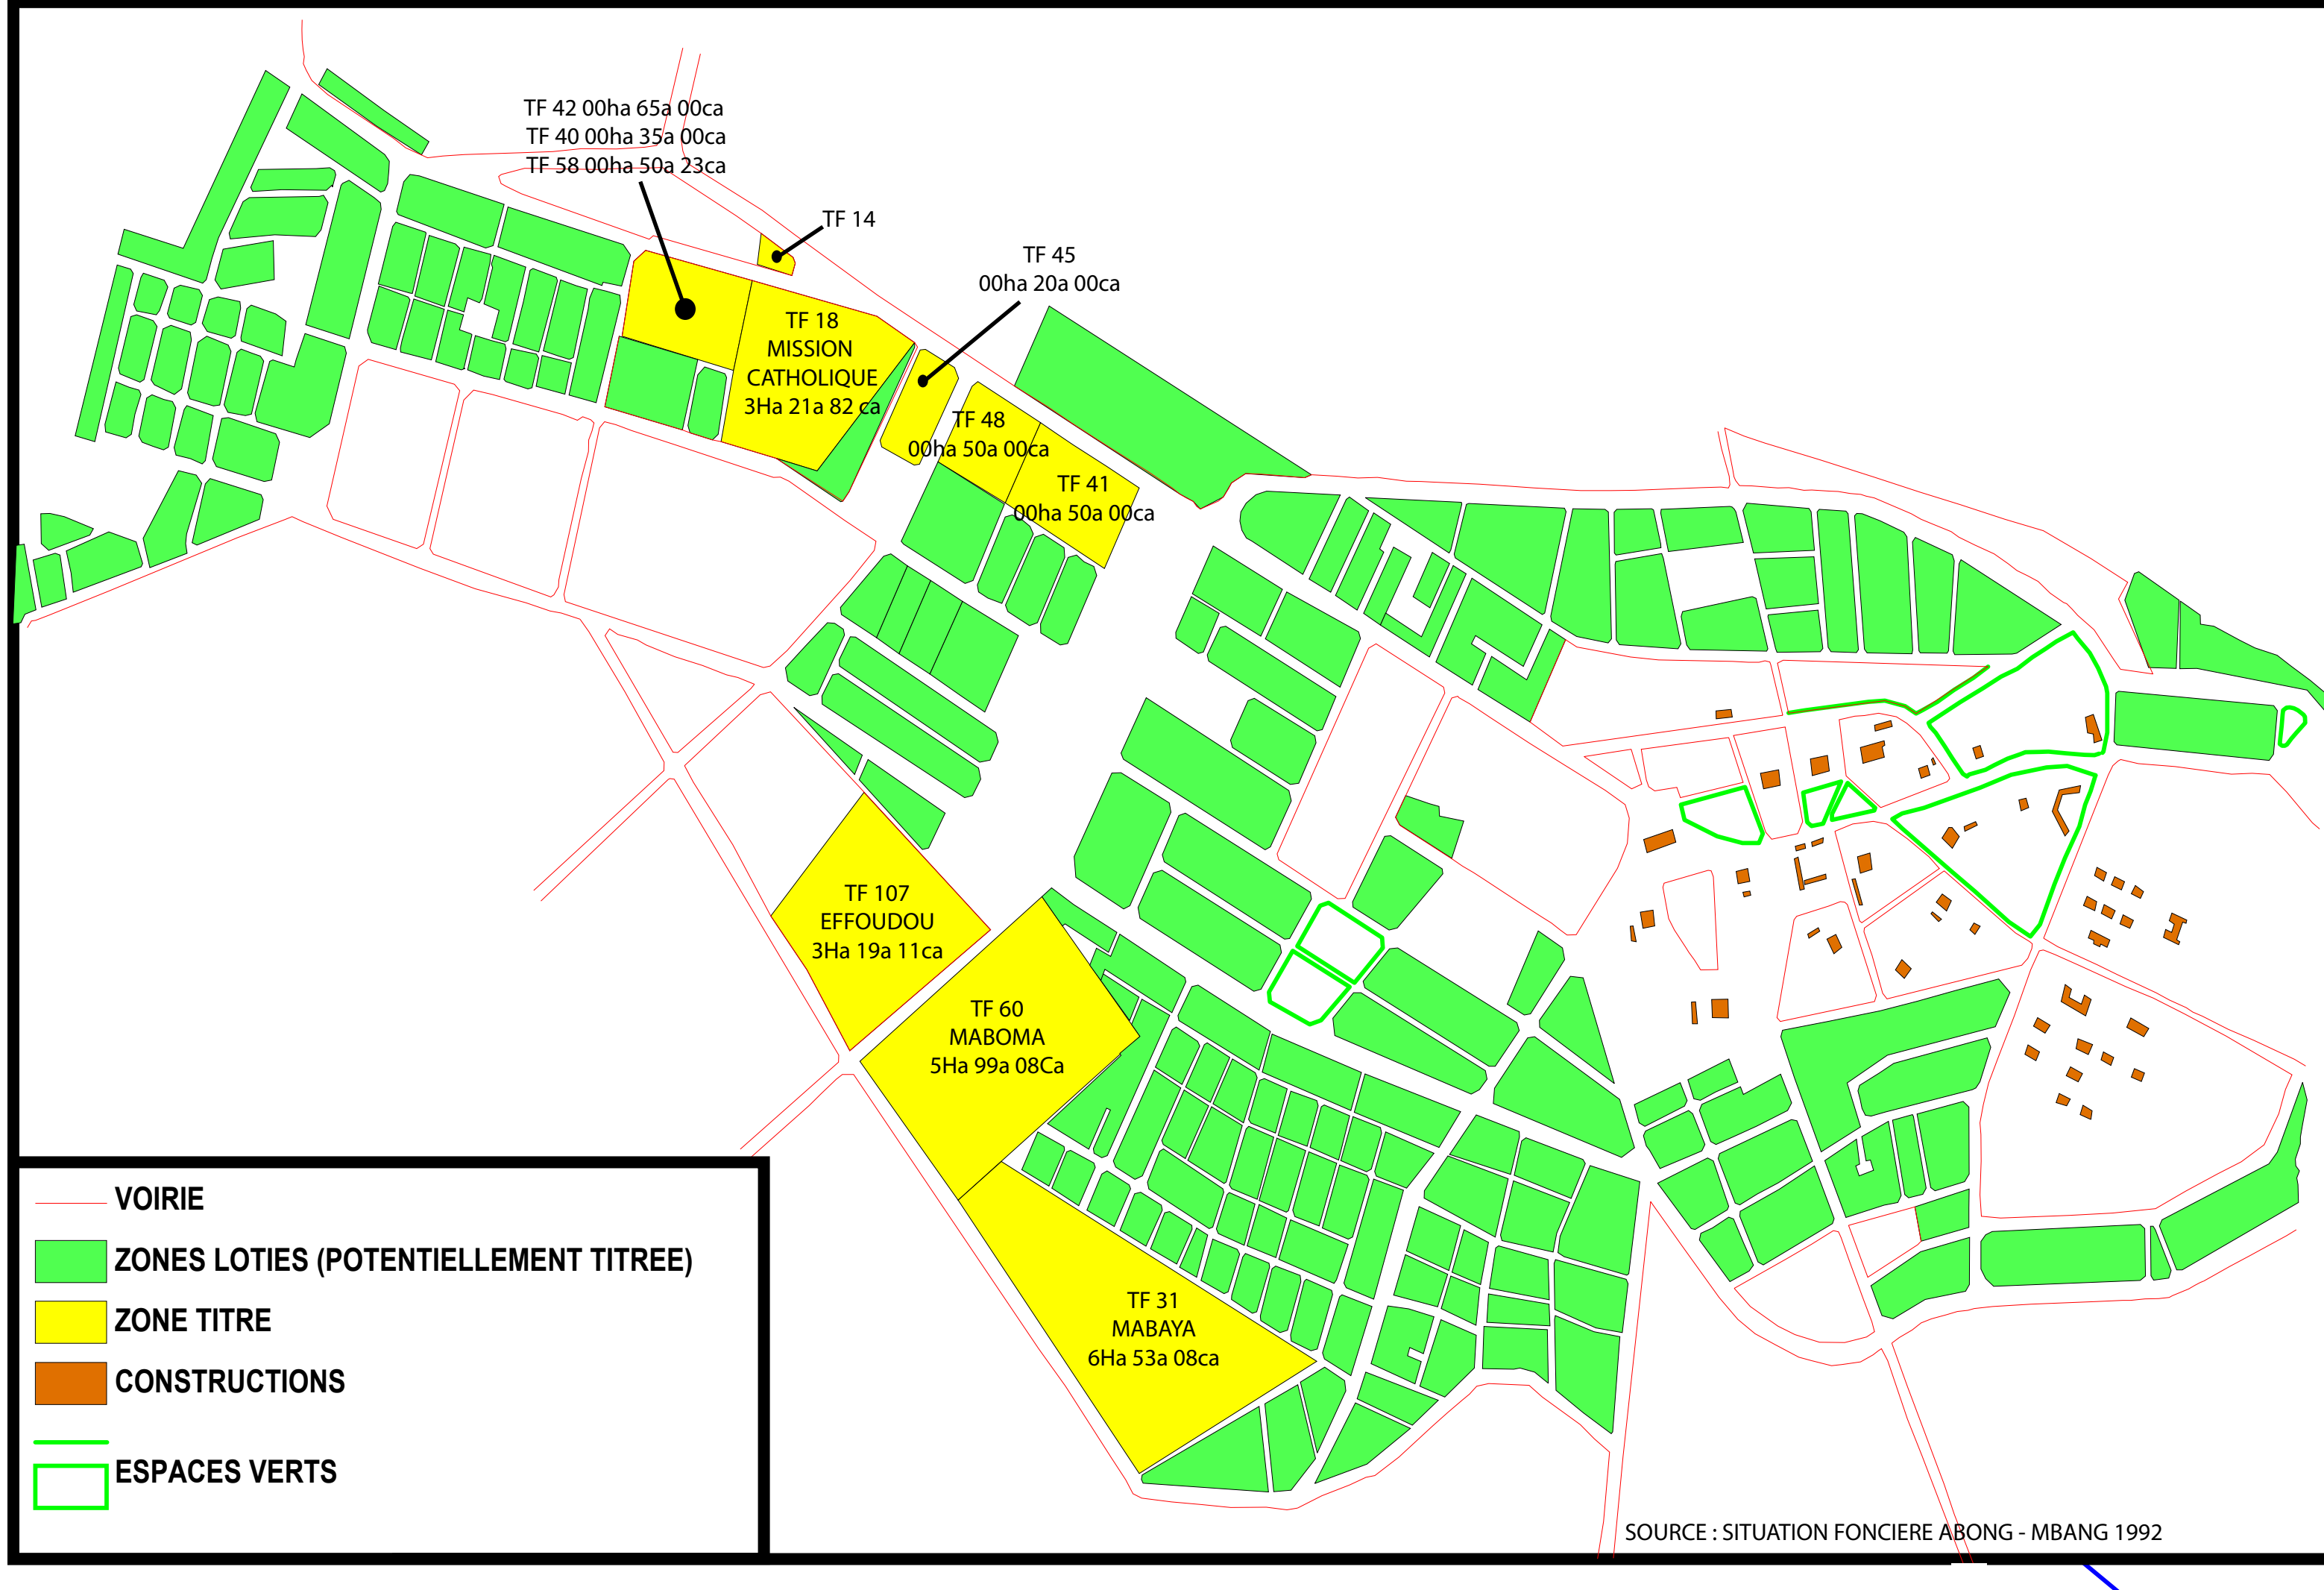 TF 42 00ha 65a 00ca
TF 40 00ha 35a 00ca
TF 58 00ha 50a 23ca
TF 14
TF 45
00ha 20a 00ca
TF 18
MISSION
CATHOLIQUE
3Ha 21a 82 ca
TF 48
00ha 50a 00ca
TF 41
00ha 50a 00ca
TF 107
EFFOUDOU
3Ha 19a 11ca
TF 60
MABOMA
5Ha 99a 08Ca
TF 31
MABAYA
6Ha 53a 08ca
VOIRIE
ZONES LOTIES (POTENTIELLEMENT TITREE)
ZONE TITRE
CONSTRUCTIONS
ESPACES VERTS
SOURCE : SITUATION FONCIERE ABONG - MBANG 1992